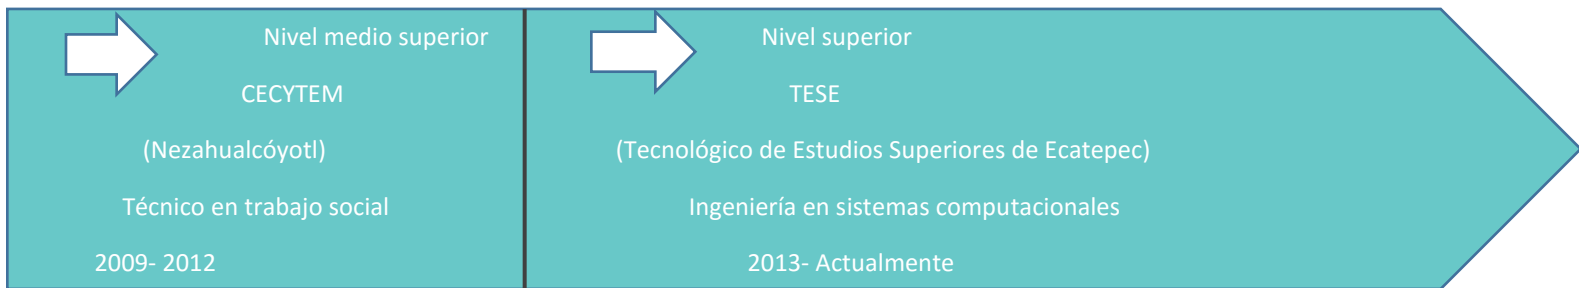 Nivel medio superior
CECYTEM
(Nezahualcóyotl)
Técnico en trabajo social
2009- 2012
Nivel superior
TESE
(Tecnológico de Estudios Superiores de Ecatepec)
Ingeniería en sistemas computacionales
2013- Actualmente